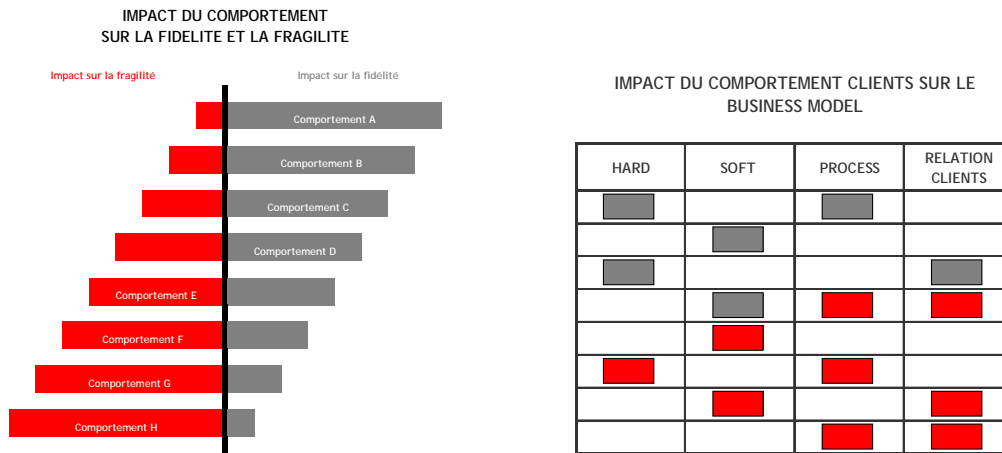 IMPACT DU COMPORTEMENT
SUR LA FIDELITE ET LA FRAGILITE
Impact sur la fragilité
Impact sur la fidélité
Comportement A
Comportement B
Comportement C
Comportement D
Comportement E
Comportement F
Comportement G
Comportement H
IMPACT DU COMPORTEMENT CLIENTS SUR LE
BUSINESS MODEL
HARD
SOFT
PROCESS
RELATION
CLIENTS